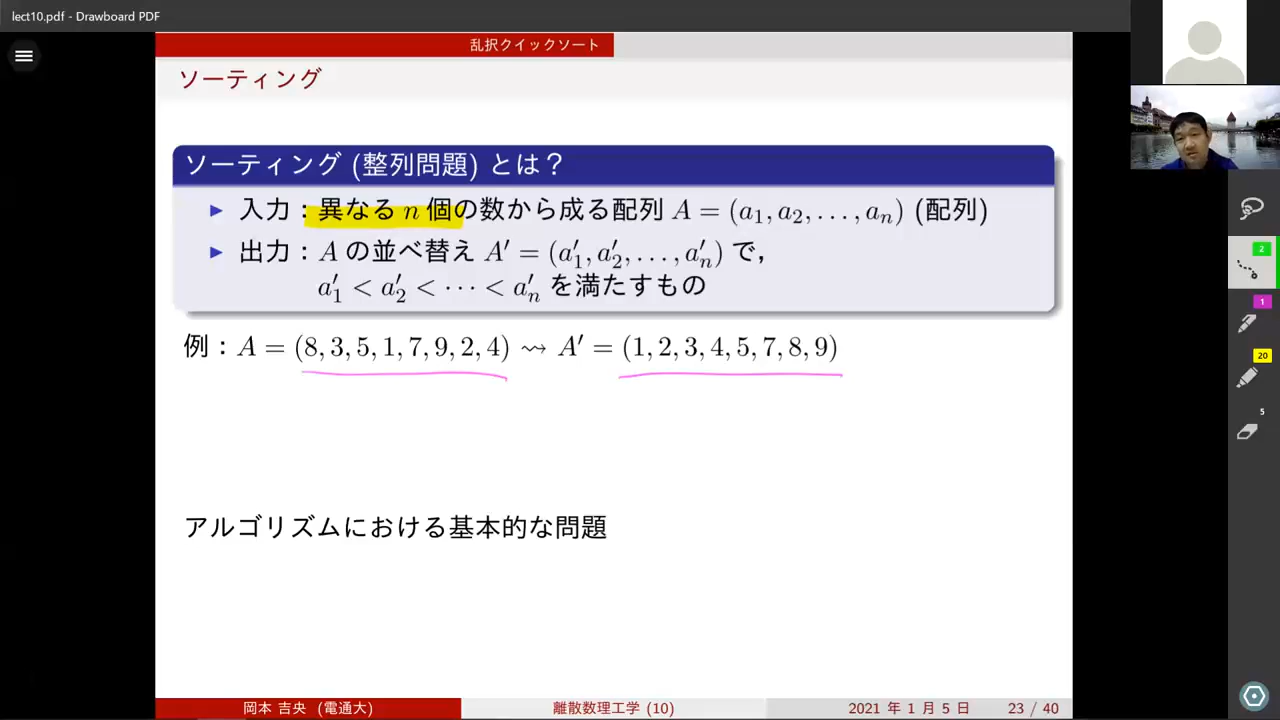 lect10.pdf - Drawboard PDF
乱択クイックソート
ソーティング
ソーティング (整列問題) とは？
▶ 入力：異なる n 個の数から成る配列 A = (a₁, a₂, . . . , aₙ) (配列)
▶ 出力：A の並べ替え A′ = (a′₁, a′₂, . . . , a′ₙ) で，
a′₁ < a′₂ < · · · < a′ₙ を満たすもの
例：A = (8, 3, 5, 1, 7, 9, 2, 4) ⇝ A′ = (1, 2, 3, 4, 5, 7, 8, 9)
アルゴリズムにおける基本的な問題
岡本 吉央 (電通大)
離散数理工学 (10)
2021 年 1 月 5 日
23 / 40
2
1
20
5